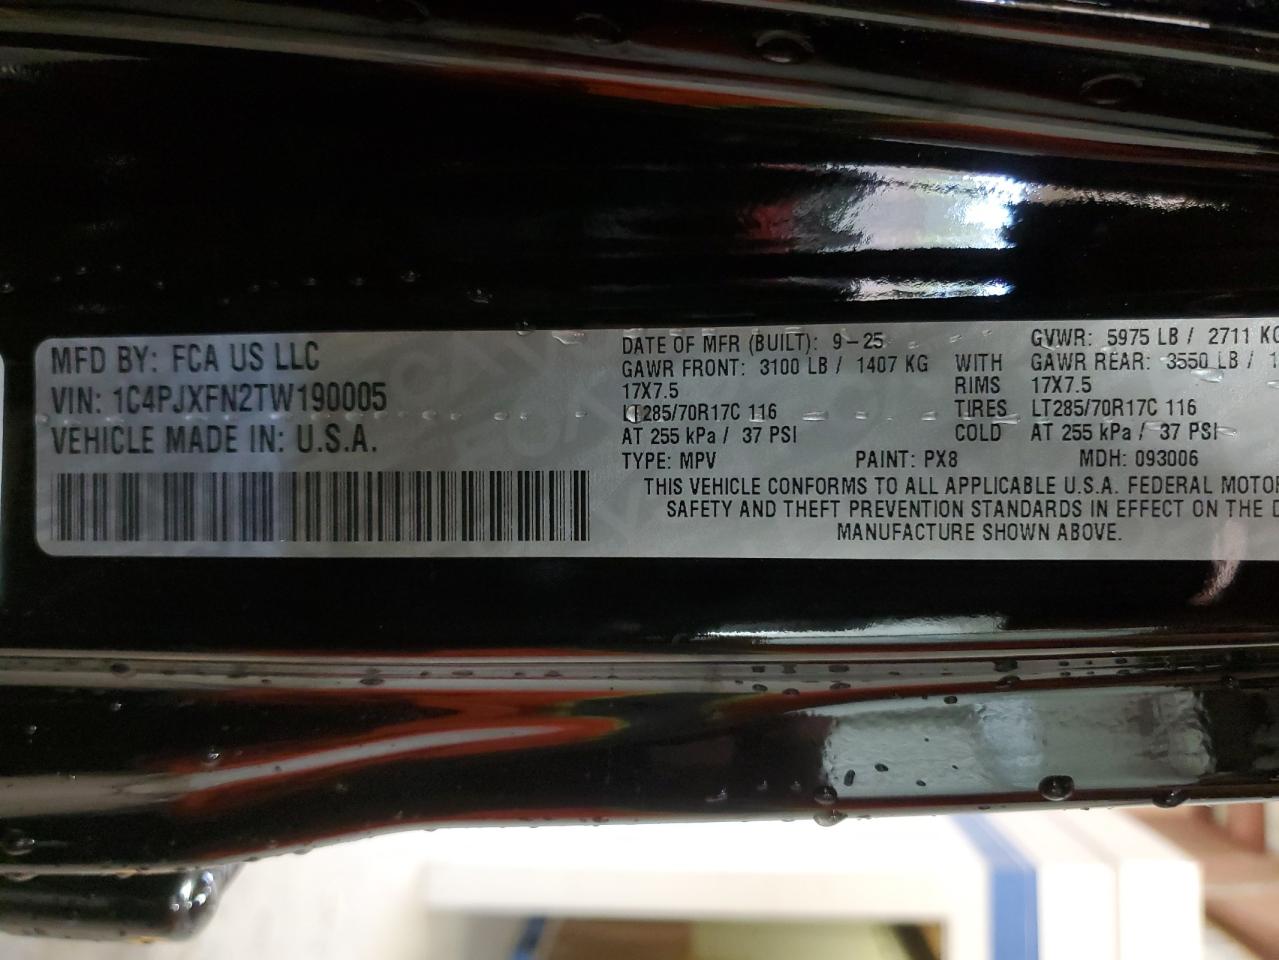 MFD BY: FCA US LLC
VIN: 1C4PJXFN2TW190005
VEHICLE MADE IN: U.S.A.
DATE OF MFR (BUILT): 9-25 GVWR: 5975 LB / 2711
GAWR FRONT: 3100 LB / 1407 KG WITH GAWR REAR: 3550 LB /
17X7.5 RIMS 17X7.5
LT285/70R17C 116 TIRES LT285/70R17C 116
AT 255 kPa / 37 PSI COLD AT 255 kPa / 37 PSI
TYPE: MPV PAINT: PX8 MDH: 093006
THIS VEHICLE CONFORMS TO ALL APPLICABLE U.S.A. FEDERAL MOTO
SAFETY AND THEFT PREVENTION STANDARDS IN EFFECT ON THE
MANUFACTURE SHOWN ABOVE.